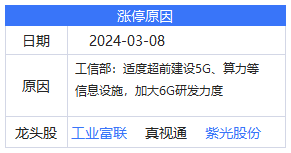 涨停原因
日期 2024-03-08
原因 工信部：适度超前建设5G、算力等
信息设施，加大6G研发力度
龙头股 工业富联 真视通 紫光股份